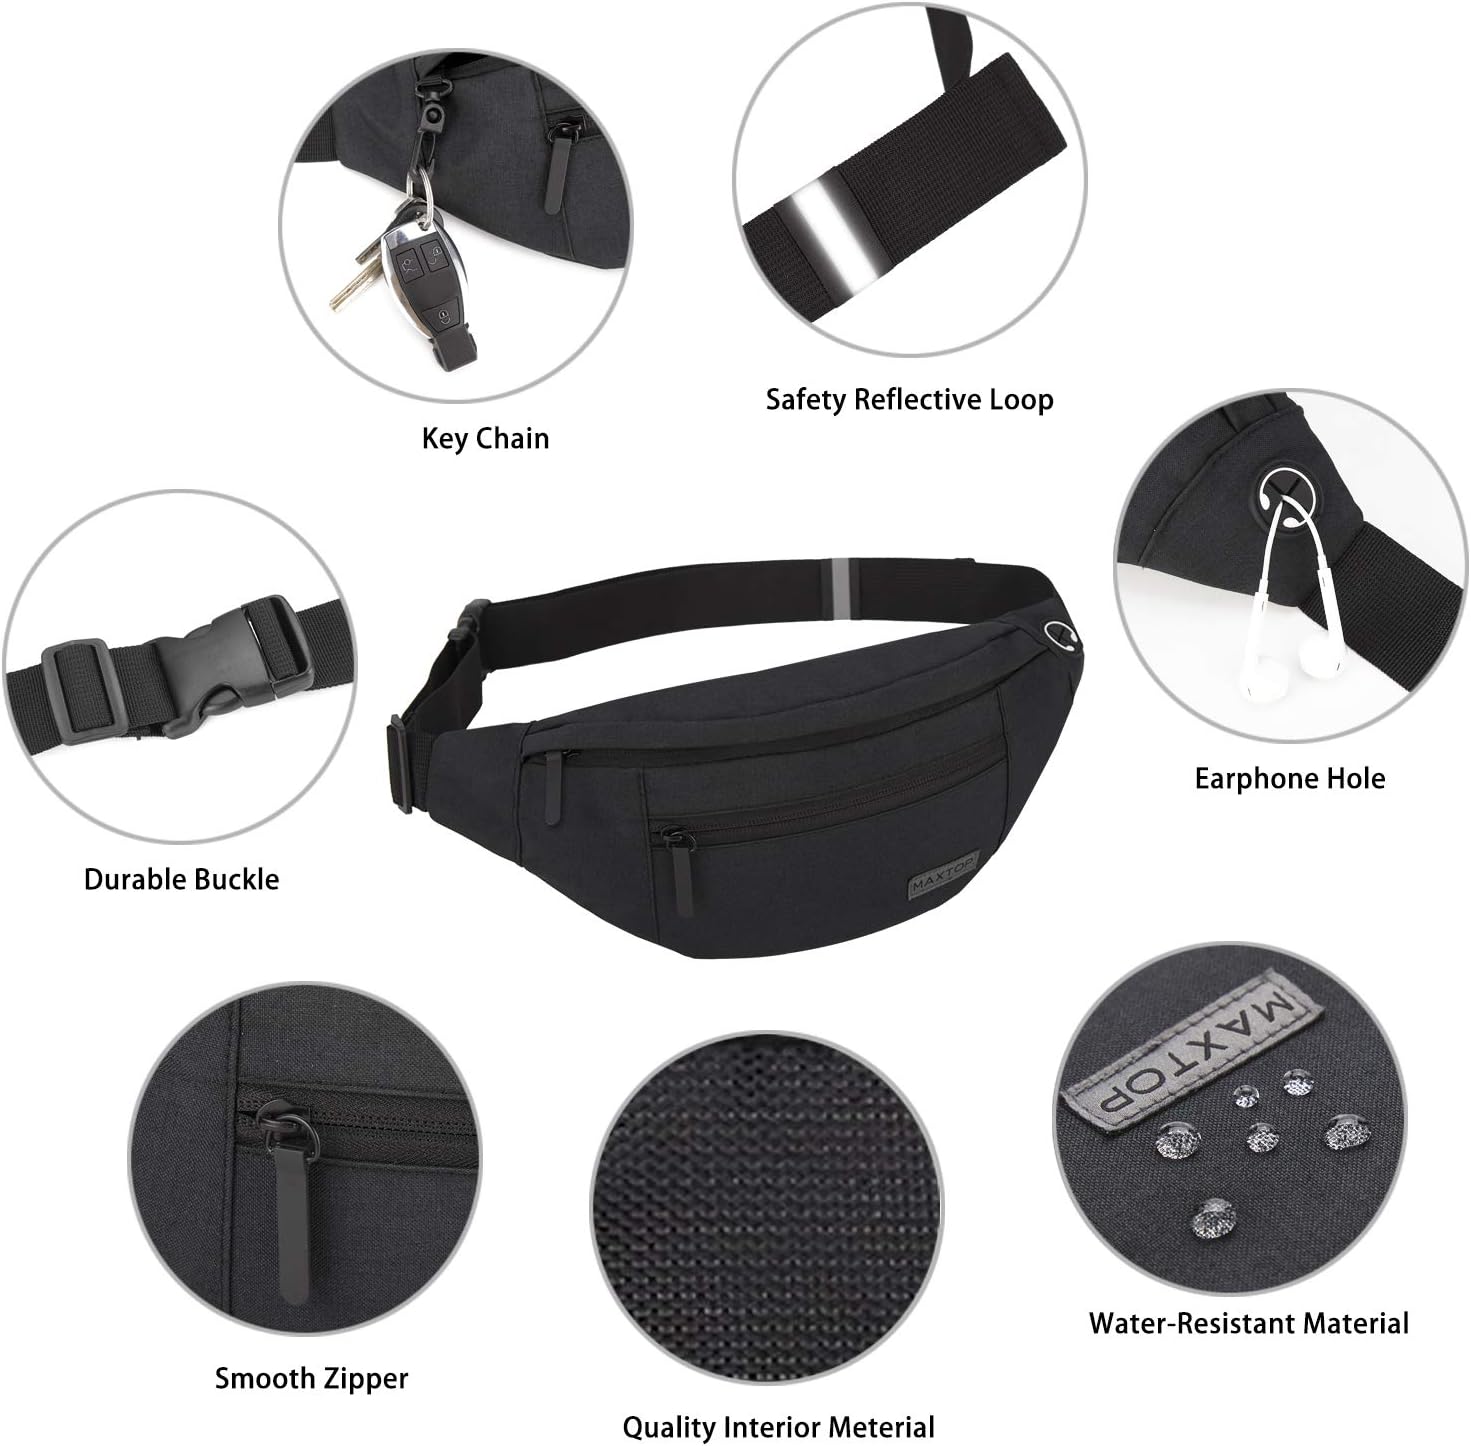 Key Chain
Safety Reflective Loop
Earphone Hole
Durable Buckle
MAXTOP
MAXTOP
Smooth Zipper
Water-Resistant Material
Quality Interior Meterial